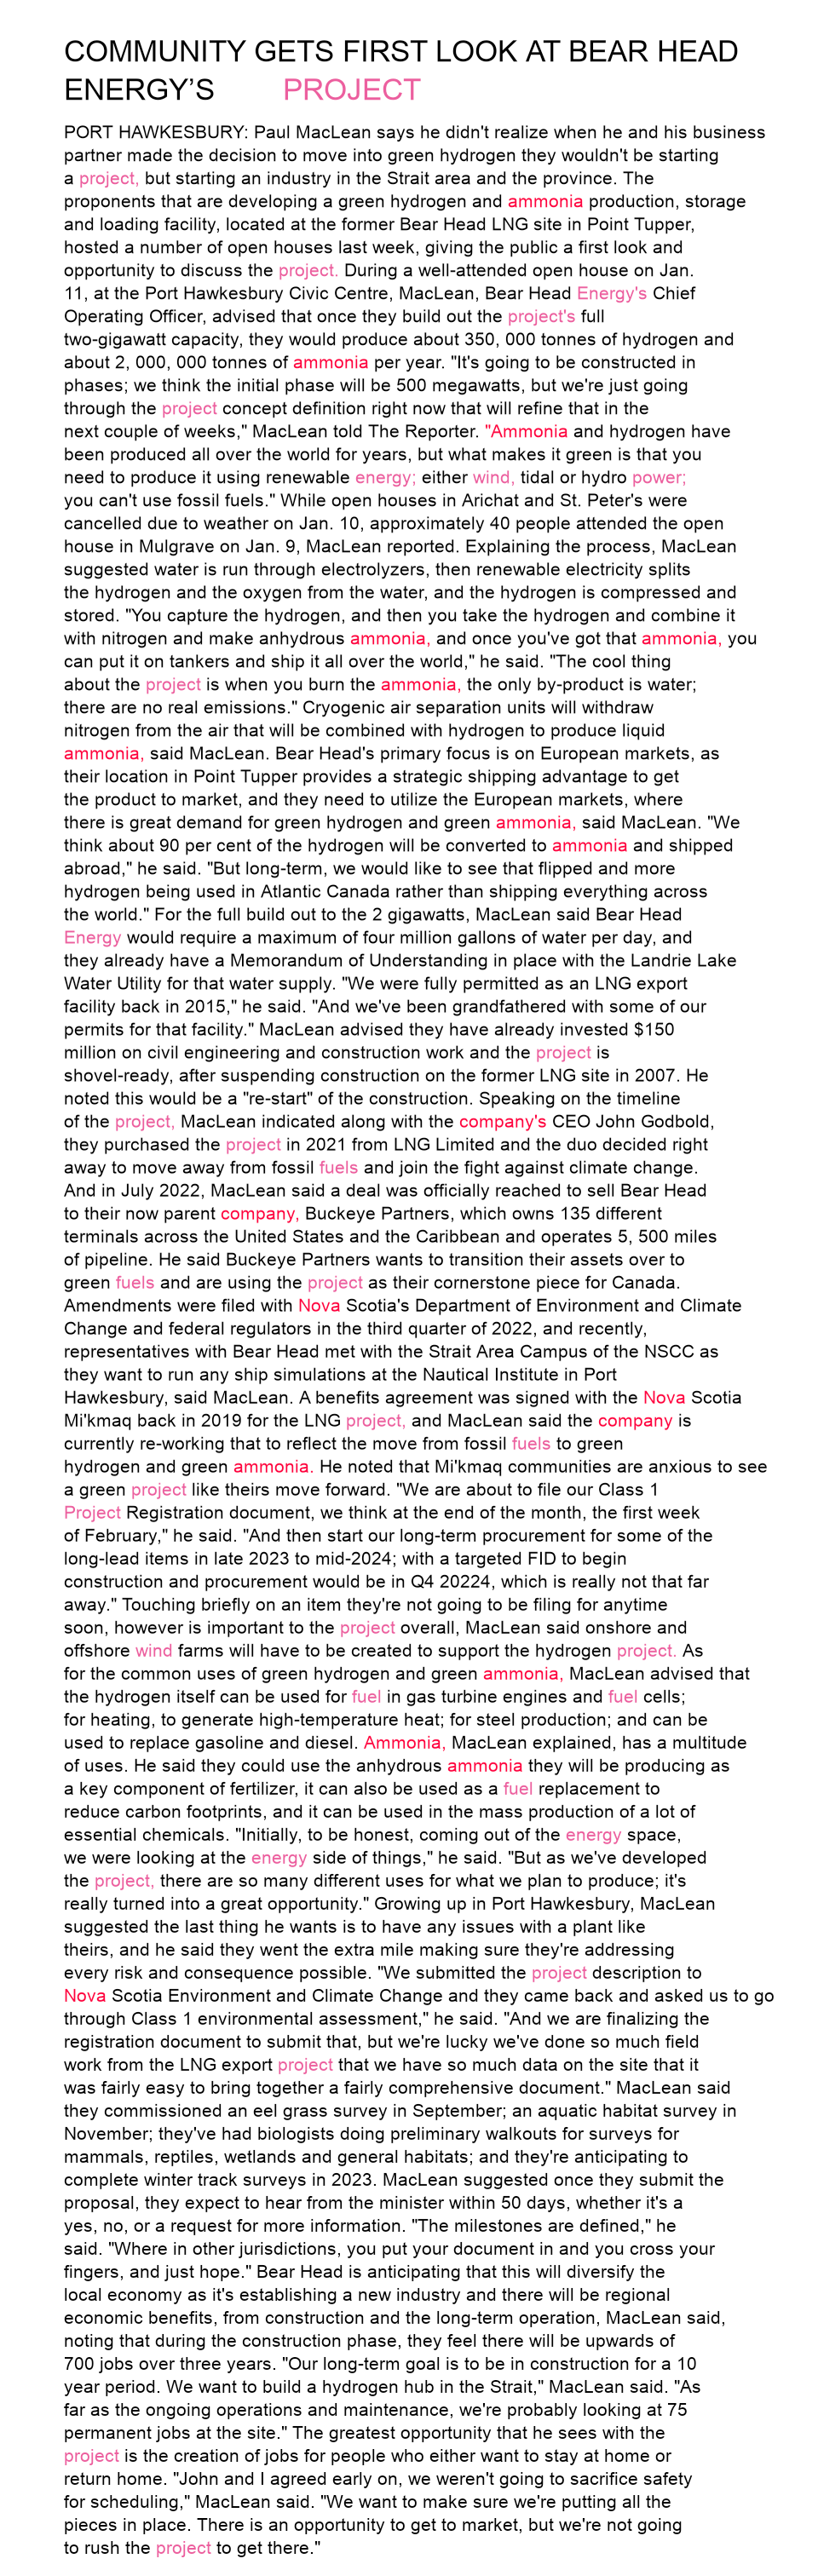 COMMUNITY GETS FIRST LOOK AT BEAR HEAD
ENERGY’S PROJECT
PORT HAWKESBURY: Paul MacLean says he didn't realize when he and his business
partner made the decision to move into green hydrogen they wouldn't be starting
a project, but starting an industry in the Strait area and the province. The
proponents that are developing a green hydrogen and ammonia production, storage
and loading facility, located at the former Bear Head LNG site in Point Tupper,
hosted a number of open houses last week, giving the public a first look and
opportunity to discuss the project. During a well-attended open house on Jan.
11, at the Port Hawkesbury Civic Centre, MacLean, Bear Head Energy's Chief
Operating Officer, advised that once they build out the project's full
two-gigawatt capacity, they would produce about 350, 000 tonnes of hydrogen and
about 2, 000, 000 tonnes of ammonia per year. "It's going to be constructed in
phases; we think the initial phase will be 500 megawatts, but we're just going
through the project concept definition right now that will refine that in the
next couple of weeks," MacLean told The Reporter. "Ammonia and hydrogen have
been produced all over the world for years, but what makes it green is that you
need to produce it using renewable energy; either wind, tidal or hydro power;
you can't use fossil fuels." While open houses in Arichat and St. Peter's were
cancelled due to weather on Jan. 10, approximately 40 people attended the open
house in Mulgrave on Jan. 9, MacLean reported. Explaining the process, MacLean
suggested water is run through electrolyzers, then renewable electricity splits
the hydrogen and the oxygen from the water, and the hydrogen is compressed and
stored. "You capture the hydrogen, and then you take the hydrogen and combine it
with nitrogen and make anhydrous ammonia, and once you've got that ammonia, you
can put it on tankers and ship it all over the world," he said. "The cool thing
about the project is when you burn the ammonia, the only by-product is water;
there are no real emissions." Cryogenic air separation units will withdraw
nitrogen from the air that will be combined with hydrogen to produce liquid
ammonia, said MacLean. Bear Head's primary focus is on European markets, as
their location in Point Tupper provides a strategic shipping advantage to get
the product to market, and they need to utilize the European markets, where
there is great demand for green hydrogen and green ammonia, said MacLean. "We
think about 90 per cent of the hydrogen will be converted to ammonia and shipped
abroad," he said. "But long-term, we would like to see that flipped and more
hydrogen being used in Atlantic Canada rather than shipping everything across
the world." For the full build out to the 2 gigawatts, MacLean said Bear Head
Energy would require a maximum of four million gallons of water per day, and
they already have a Memorandum of Understanding in place with the Landrie Lake
Water Utility for that water supply. "We were fully permitted as an LNG export
facility back in 2015," he said. "And we've been grandfathered with some of our
permits for that facility." MacLean advised they have already invested $150
million on civil engineering and construction work and the project is
shovel-ready, after suspending construction on the former LNG site in 2007. He
noted this would be a "re-start" of the construction. Speaking on the timeline
of the project, MacLean indicated along with the company's CEO John Godbold,
they purchased the project in 2021 from LNG Limited and the duo decided right
away to move away from fossil fuels and join the fight against climate change.
And in July 2022, MacLean said a deal was officially reached to sell Bear Head
to their now parent company, Buckeye Partners, which owns 135 different
terminals across the United States and the Caribbean and operates 5, 500 miles
of pipeline. He said Buckeye Partners wants to transition their assets over to
green fuels and are using the project as their cornerstone piece for Canada.
Amendments were filed with Nova Scotia's Department of Environment and Climate
Change and federal regulators in the third quarter of 2022, and recently,
representatives with Bear Head met with the Strait Area Campus of the NSCC as
they want to run any ship simulations at the Nautical Institute in Port
Hawkesbury, said MacLean. A benefits agreement was signed with the Nova Scotia
Mi'kmaq back in 2019 for the LNG project, and MacLean said the company is
currently re-working that to reflect the move from fossil fuels to green
hydrogen and green ammonia. He noted that Mi'kmaq communities are anxious to see
a green project like theirs move forward. "We are about to file our Class 1
Project Registration document, we think at the end of the month, the first week
of February," he said. "And then start our long-term procurement for some of the
long-lead items in late 2023 to mid-2024; with a targeted FID to begin
construction and procurement would be in Q4 20224, which is really not that far
away." Touching briefly on an item they're not going to be filing for anytime
soon, however is important to the project overall, MacLean said onshore and
offshore wind farms will have to be created to support the hydrogen project. As
for the common uses of green hydrogen and green ammonia, MacLean advised that
the hydrogen itself can be used for fuel in gas turbine engines and fuel cells;
for heating, to generate high-temperature heat; for steel production; and can be
used to replace gasoline and diesel. Ammonia, MacLean explained, has a multitude
of uses. He said they could use the anhydrous ammonia they will be producing as
a key component of fertilizer, it can also be used as a fuel replacement to
reduce carbon footprints, and it can be used in the mass production of a lot of
essential chemicals. "Initially, to be honest, coming out of the energy space,
we were looking at the energy side of things," he said. "But as we've developed
the project, there are so many different uses for what we plan to produce; it's
really turned into a great opportunity." Growing up in Port Hawkesbury, MacLean
suggested the last thing he wants is to have any issues with a plant like
theirs, and he said they went the extra mile making sure they're addressing
every risk and consequence possible. "We submitted the project description to
Nova Scotia Environment and Climate Change and they came back and asked us to go
through Class 1 environmental assessment," he said. "And we are finalizing the
registration document to submit that, but we're lucky we've done so much field
work from the LNG export project that we have so much data on the site that it
was fairly easy to bring together a fairly comprehensive document." MacLean said
they commissioned an eel grass survey in September; an aquatic habitat survey in
November; they've had biologists doing preliminary walkouts for surveys for
mammals, reptiles, wetlands and general habitats; and they're anticipating to
complete winter track surveys in 2023. MacLean suggested once they submit the
proposal, they expect to hear from the minister within 50 days, whether it's a
yes, no, or a request for more information. "The milestones are defined," he
said. "Where in other jurisdictions, you put your document in and you cross your
fingers, and just hope." Bear Head is anticipating that this will diversify the
local economy as it's establishing a new industry and there will be regional
economic benefits, from construction and the long-term operation, MacLean said,
noting that during the construction phase, they feel there will be upwards of
700 jobs over three years. "Our long-term goal is to be in construction for a 10
year period. We want to build a hydrogen hub in the Strait," MacLean said. "As
far as the ongoing operations and maintenance, we're probably looking at 75
permanent jobs at the site." The greatest opportunity that he sees with the
project is the creation of jobs for people who either want to stay at home or
return home. "John and I agreed early on, we weren't going to sacrifice safety
for scheduling," MacLean said. "We want to make sure we're putting all the
pieces in place. There is an opportunity to get to market, but we're not going
to rush the project to get there."